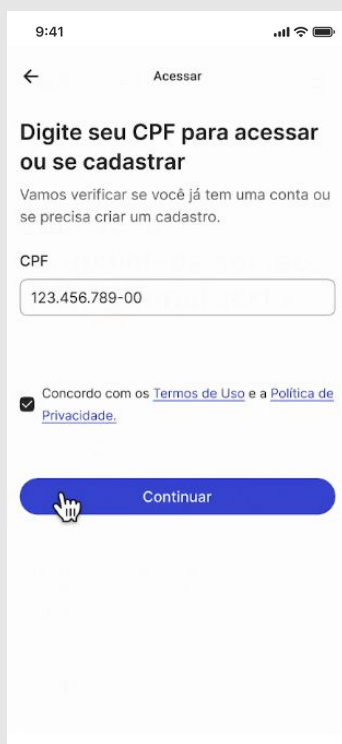 9:41
Acessar
Digite seu CPF para acessar
ou se cadastrar
Vamos verificar se você já tem uma conta ou
se precisa criar um cadastro.
CPF
123.456.789-00
Concordo com os Termos de Uso e a Política de
Privacidade.
Continuar